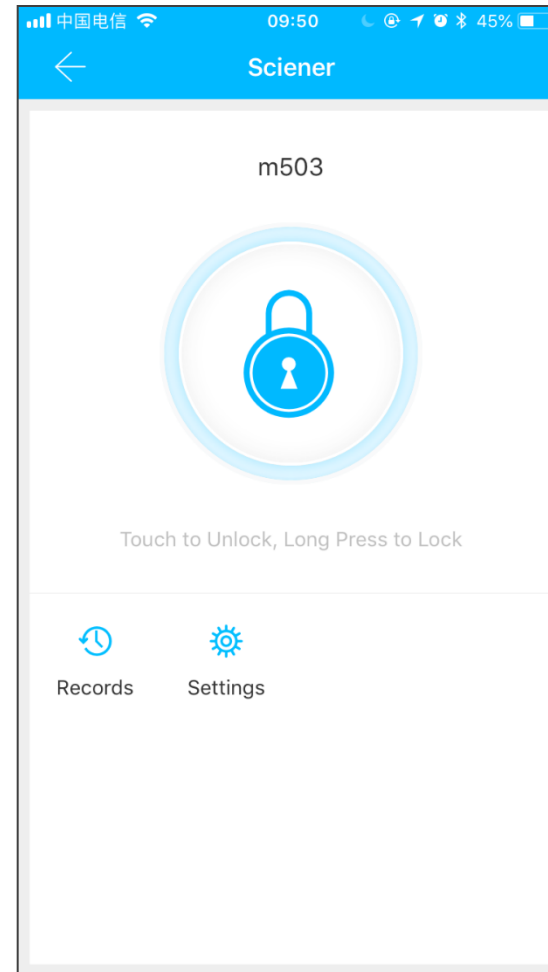 中国电信 09:50 45%
Sciener
m503
Touch to Unlock, Long Press to Lock
Records Settings